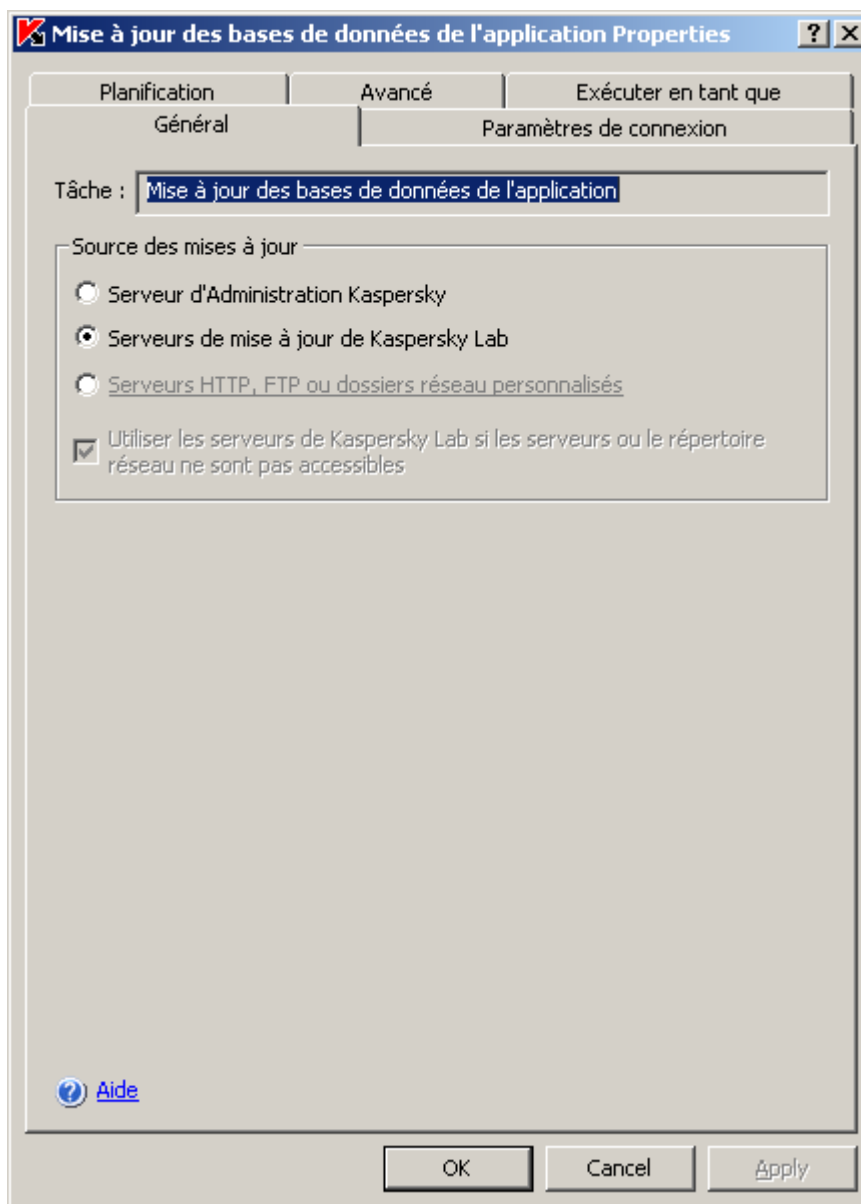 Mise à jour des bases de données de l'application Properties
Planification
Avancé
Exécuter en tant que
Général
Paramètres de connexion
Tâche : Mise à jour des bases de données de l'application
Source des mises à jour
Serveur d'Administration Kaspersky
Serveurs de mise à jour de Kaspersky Lab
Serveurs HTTP, FTP ou dossiers réseau personnalisés
Utiliser les serveurs de Kaspersky Lab si les serveurs ou le répertoire
réseau ne sont pas accessibles
Aide
OK
Cancel
Apply